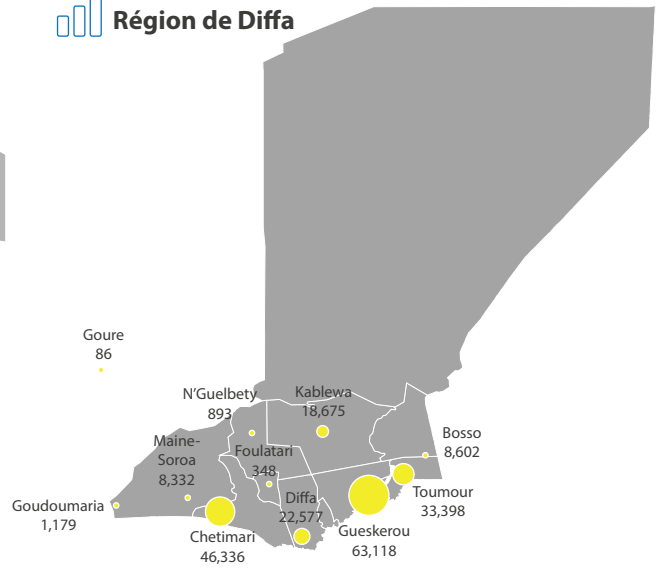 Région de Diffa
Goure
86
N'Guelbety
893
Kablewa
18,675
Bosso
8,602
Maine-
Soroa
8,332
Foulatari
348
Diffa
22,577
Toumour
33,398
Goudoumaria
1,179
Chetimari
46,336
Gueskerou
63,118